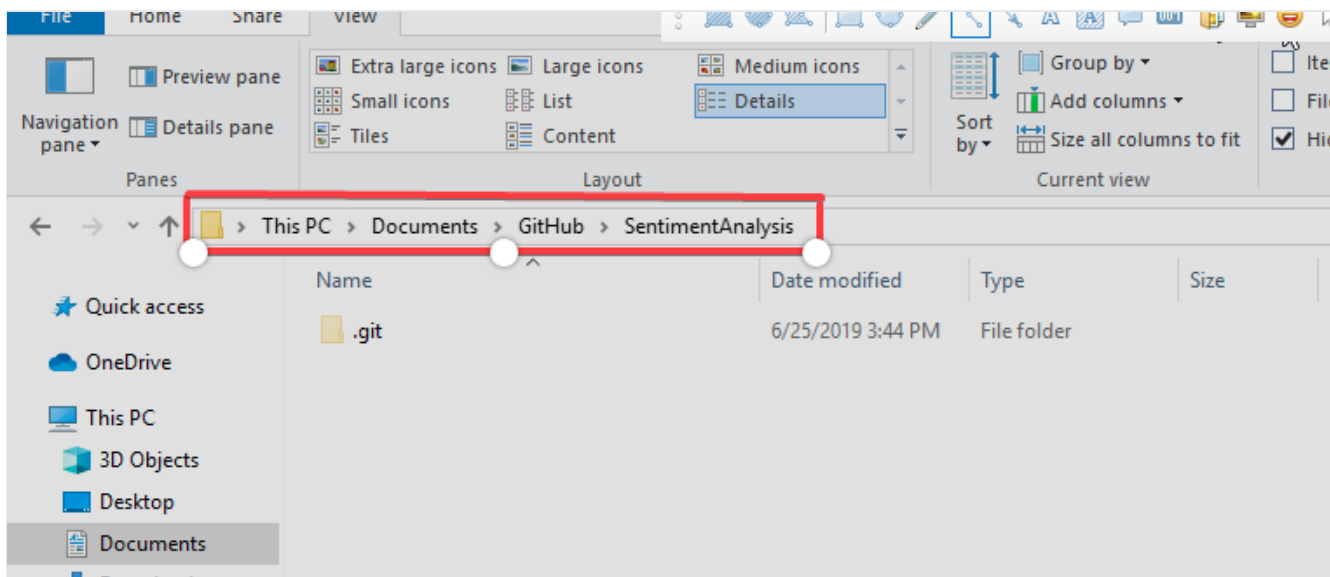 File Home Share View
Preview pane
Details pane
Navigation pane
Panes
Extra large icons Large icons Medium icons
Small icons List Details
Tiles Content
Layout
Sort by
Group by
Add columns
Size all columns to fit
Current view
This PC > Documents > GitHub > SentimentAnalysis
Name Date modified Type Size
.git 6/25/2019 3:44 PM File folder
Quick access
OneDrive
This PC
3D Objects
Desktop
Documents